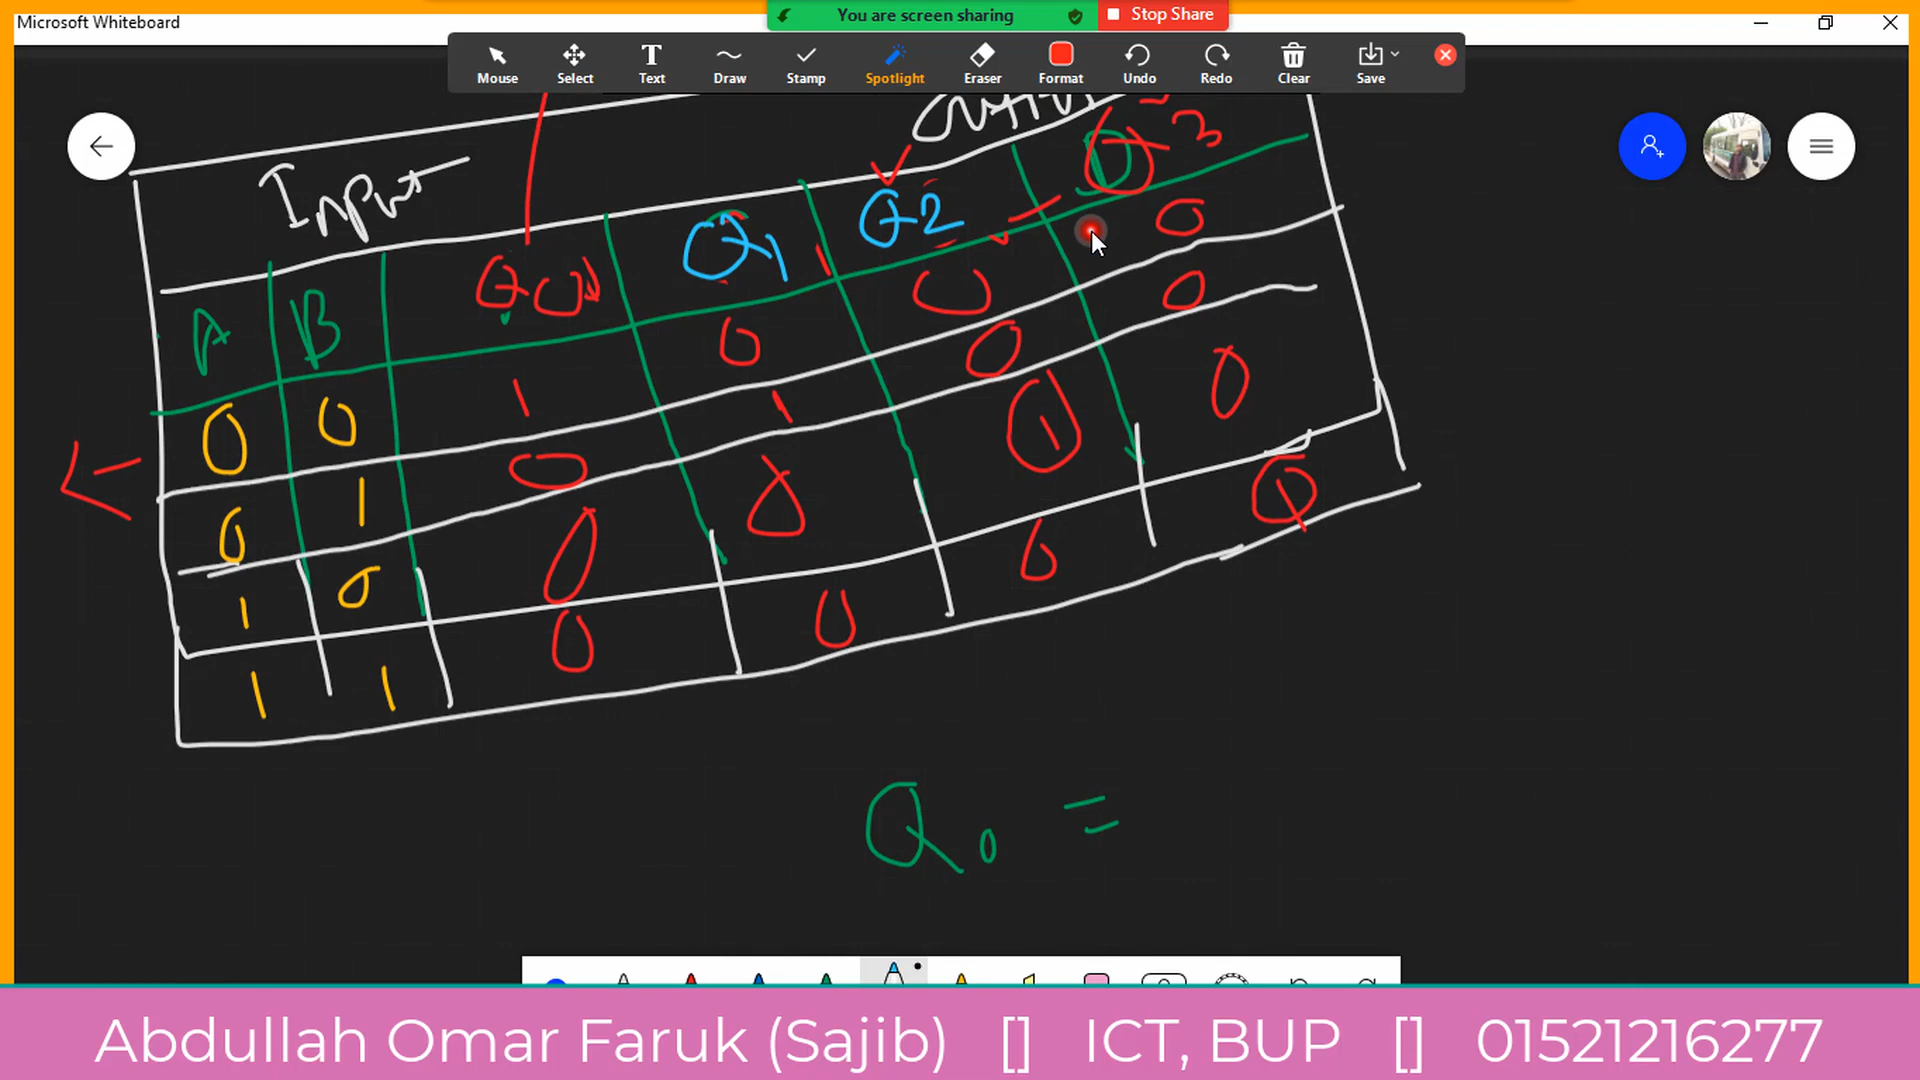 Microsoft Whiteboard
You are screen sharing
Stop Share
Mouse Select Text Draw Stamp Spotlight Eraser Format Undo Redo Clear Save
Input
A B Q0 Q1 Q2 Q3
0 0 1 0 0 0
0 1 0 1 0 0
1 0 0 0 1 0
1 1 0 0 0 1
Q0 =
Abdullah Omar Faruk (Sajib) [] ICT, BUP [] 01521216277